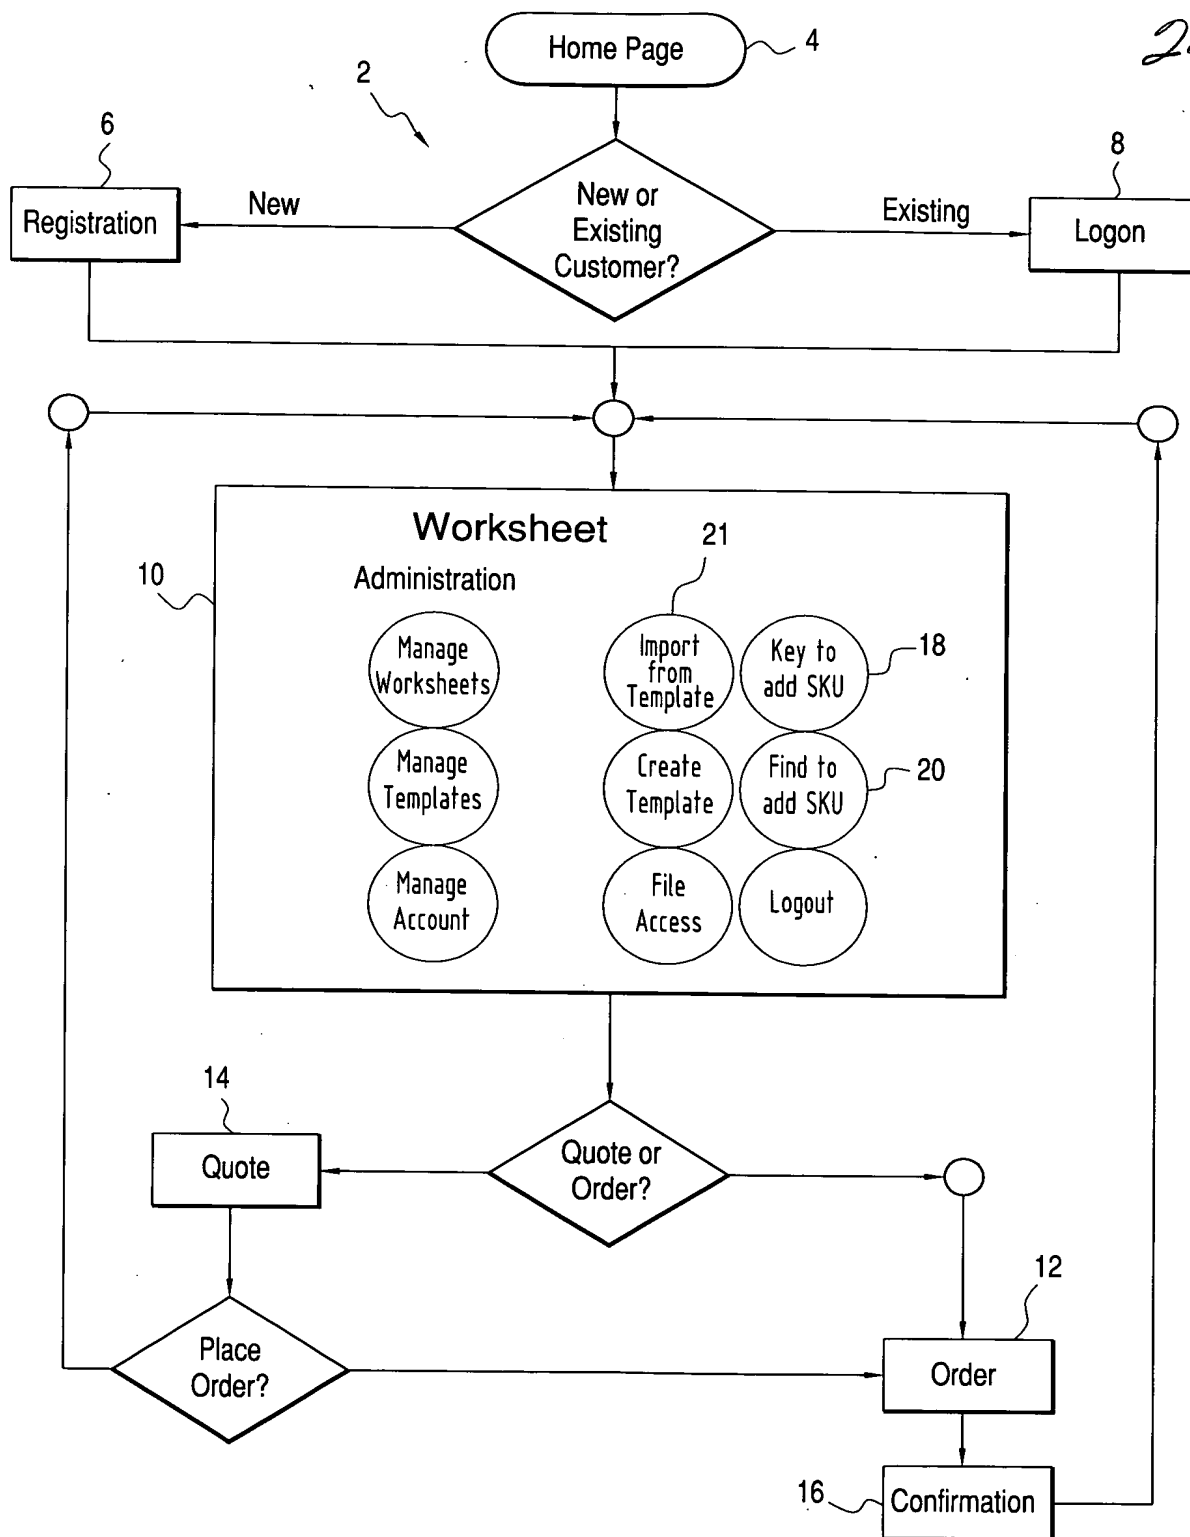 Home Page
4
2
2
6
8
New or
Existing
Customer?
New
Existing
Registration
Logon
Worksheet
21
10
Administration
Manage
Worksheets
Import
from
Template
Key to
add SKU
18
Manage
Templates
Create
Template
Find to
add SKU
20
Manage
Account
File
Access
Logout
14
Quote
Quote or
Order?
12
Place
Order?
Order
16
Confirmation